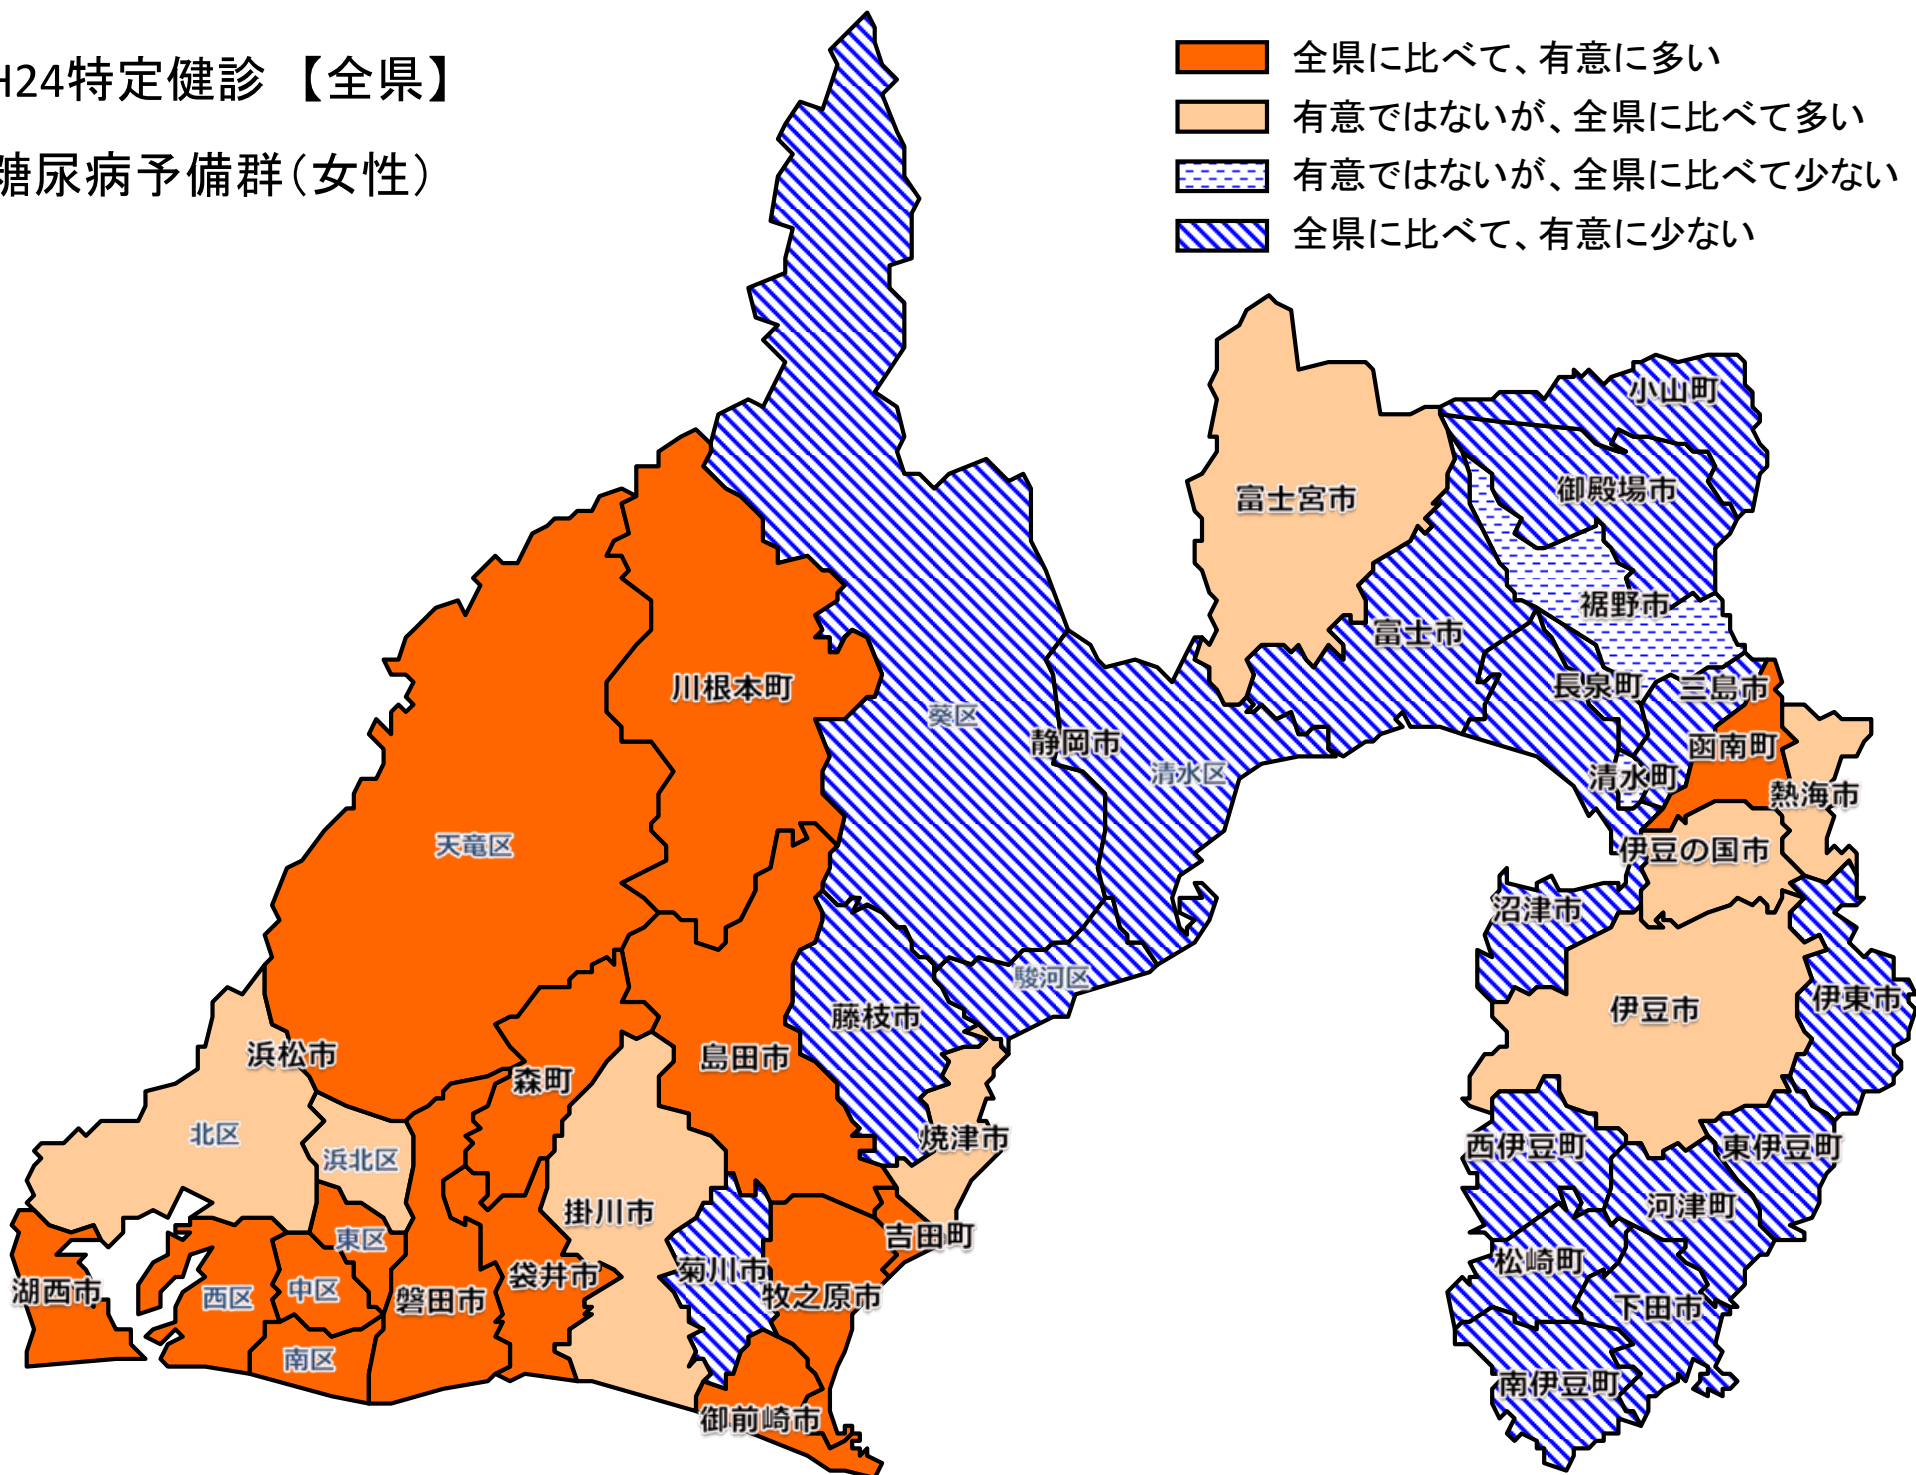 H24特定健診 【全県】
糖尿病予備群（女性）
全県に比べて、有意に多い
有意ではないが、全県に比べて多い
有意ではないが、全県に比べて少ない
全県に比べて、有意に少ない
小山町
御殿場市
富士宮市
裾野市
富士市
長泉町
三島市
川根本町
葵区
静岡市
清水区
函南町
清水町
熱海市
天竜区
伊豆の国市
沼津市
駿河区
伊豆市
伊東市
藤枝市
浜松市
島田市
森町
北区
浜北区
焼津市
西伊豆町
東伊豆町
掛川市
河津町
東区
吉田町
湖西市
西区
中区
磐田市
袋井市
菊川市
牧之原市
松崎町
下田市
南区
南伊豆町
御前崎市